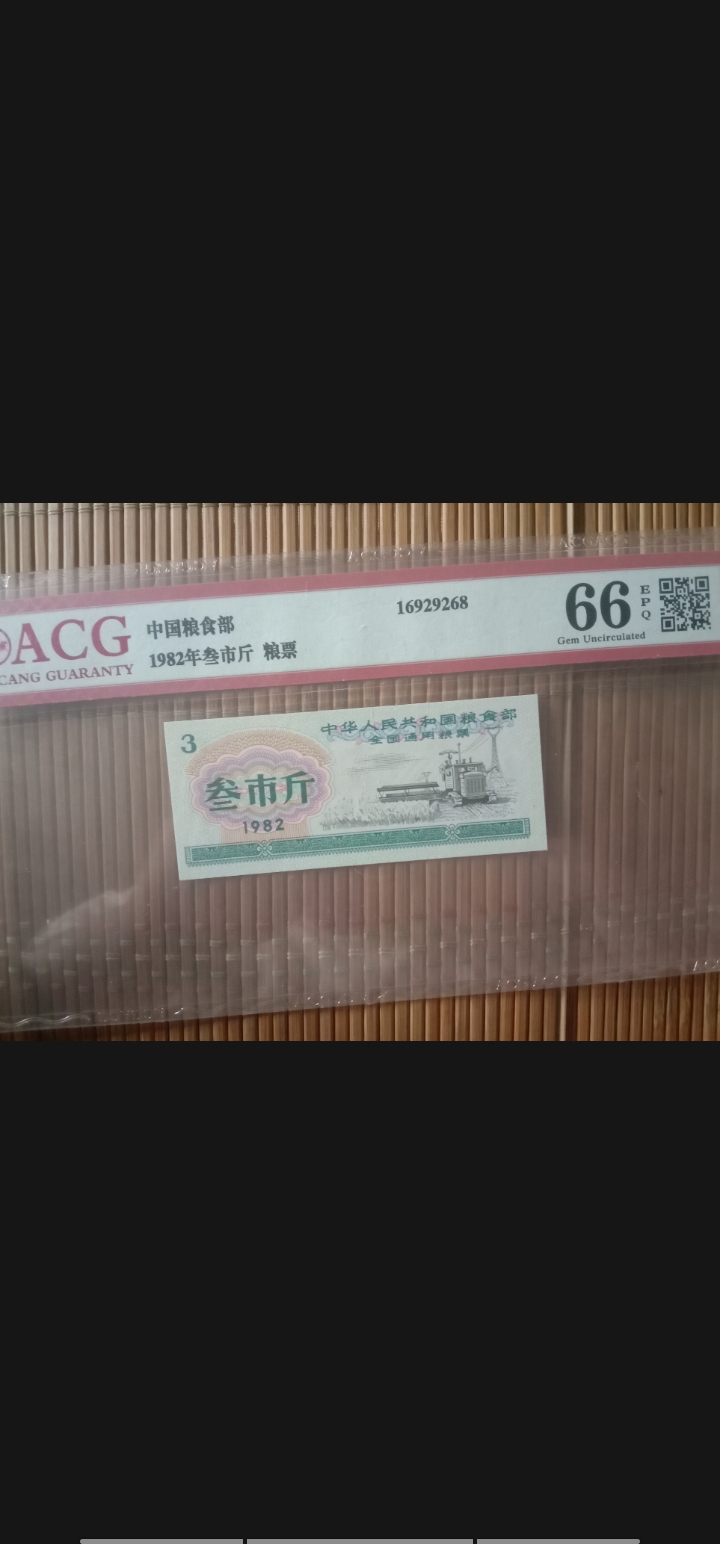 ACG
CANG GUARANTY
中国粮食部
1982年叁市斤 粮票
16929268
66
EPQ
Gem Uncirculated
3
中华人民共和国粮食部
全国通用粮票
叁市斤
1982